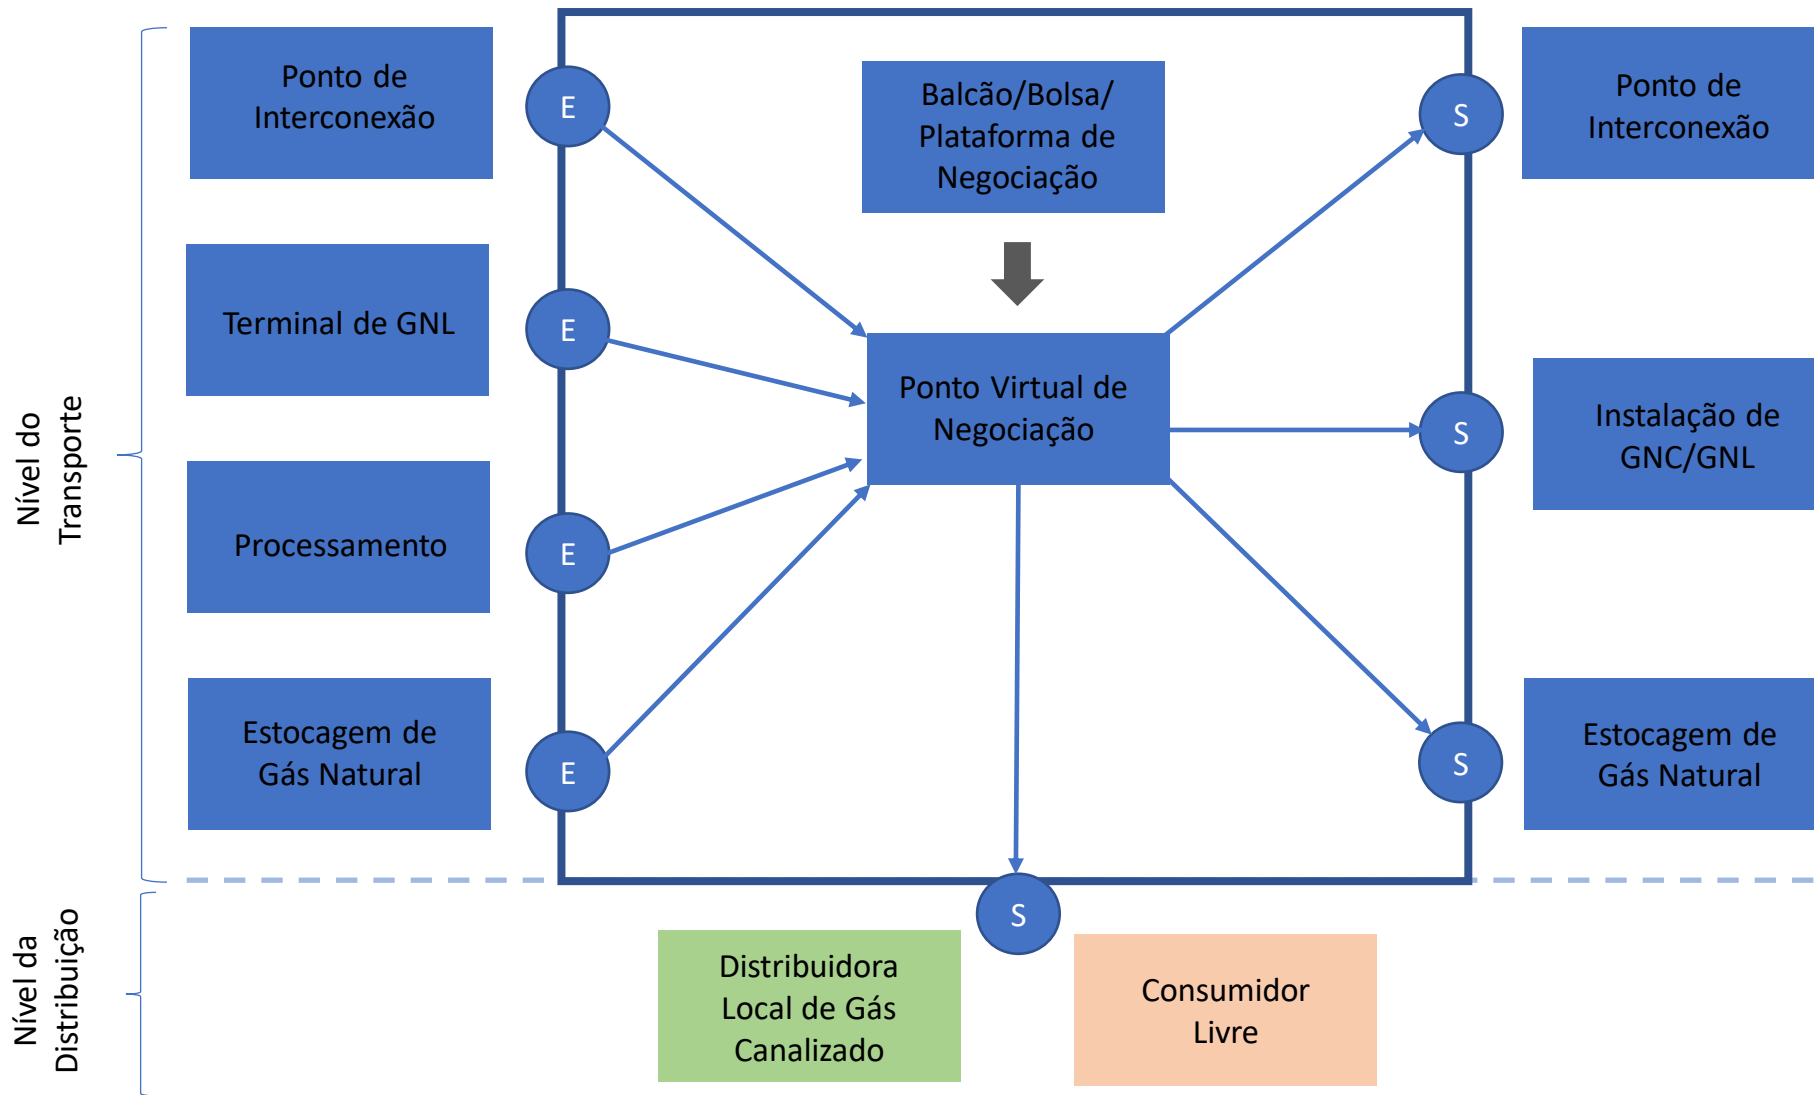 Nível do
Transporte
Nível da
Distribuição
Ponto de
Interconexão
Terminal de GNL
Processamento
Estocagem de
Gás Natural
E
E
E
E
Balcão/Bolsa/
Plataforma de
Negociação
Ponto Virtual de
Negociação
S
S
S
S
Ponto de
Interconexão
Instalação de
GNC/GNL
Estocagem de
Gás Natural
Distribuidora
Local de Gás
Canalizado
Consumidor
Livre